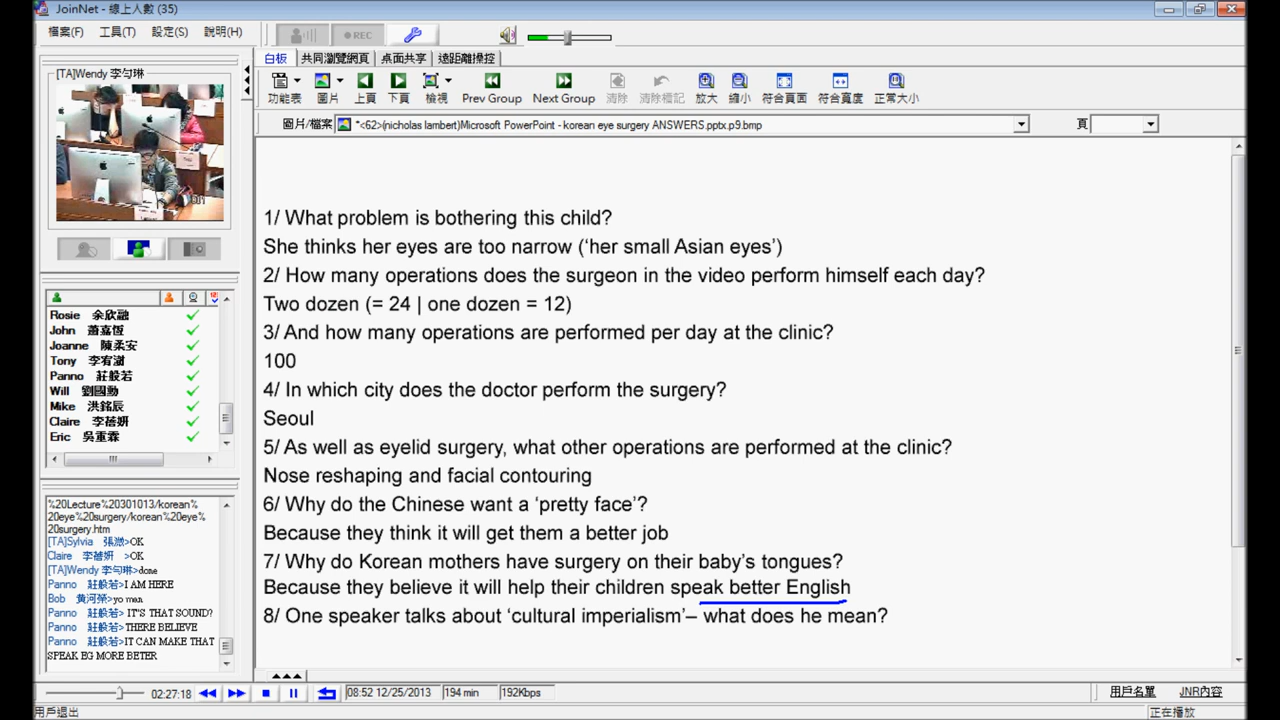 JoinNet - 線上人數 (35)
檔案(F) 工具(T) 設定(S) 說明(H)
REC
[TA]Wendy 李勻琳
白板 共同瀏覽網頁 桌面共享 遠距離操控
功能表 圖片 上頁 下頁 檢視 Prev Group Next Group 清除 清除標記 放大 縮小 符合頁面 符合寬度 正常大小
圖片/檔案 *<62>(nicholas lambert)Microsoft PowerPoint - korean eye surgery ANSWERS.pptx.p9.bmp 頁
1/ What problem is bothering this child?
She thinks her eyes are too narrow (‘her small Asian eyes’)
2/ How many operations does the surgeon in the video perform himself each day?
Two dozen (= 24 | one dozen = 12)
3/ And how many operations are performed per day at the clinic?
100
4/ In which city does the doctor perform the surgery?
Seoul
5/ As well as eyelid surgery, what other operations are performed at the clinic?
Nose reshaping and facial contouring
6/ Why do the Chinese want a ‘pretty face’?
Because they think it will get them a better job
7/ Why do Korean mothers have surgery on their baby’s tongues?
Because they believe it will help their children speak better English
8/ One speaker talks about ‘cultural imperialism’– what does he mean?
Rosie 余欣融
John 蕭嘉恆
Joanne 陳柔安
Tony 李宥
Panno 莊般若
Will 劉國勳
Mike 洪銘辰
Claire 李蓓妍
Eric 吳重霖
%20Lecture%20301013/korean%
20eye%20surgery/korean%20eye%
20surgery.htm
[TA]Sylvia 張>OK
Claire 李蓓妍>OK
[TA]Wendy 李勻琳>done
Panno 莊般若>I AM HERE
Bob 黃河榮>yo men
Panno 莊般若> IT'S THAT SOUND?
Panno 莊般若>THERE BELIEVE
Panno 莊般若>IT CAN MAKE THAT
SPEAK EG MORE BETER
02:27:18 08:52 12/25/2013 194 min 192Kbps 用戶名單 JNR內容
用戶退出 正在播放